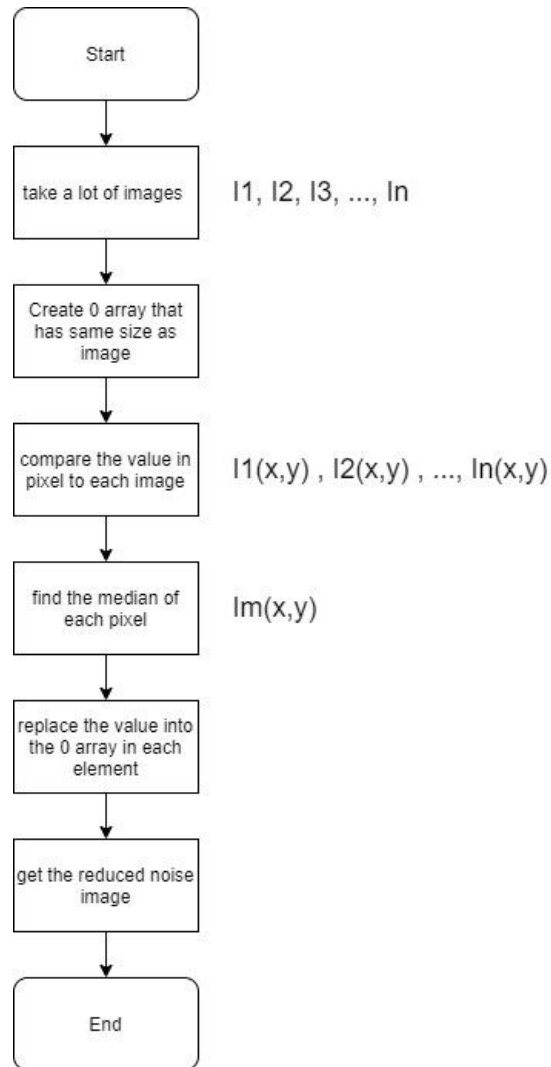 Start
take a lot of images
I1, I2, I3, ..., In
Create 0 array that
has same size as
image
compare the value in
pixel to each image
I1(x,y) , I2(x,y) , ..., In(x,y)
find the median of
each pixel
Im(x,y)
replace the value into
the 0 array in each
element
get the reduced noise
image
End